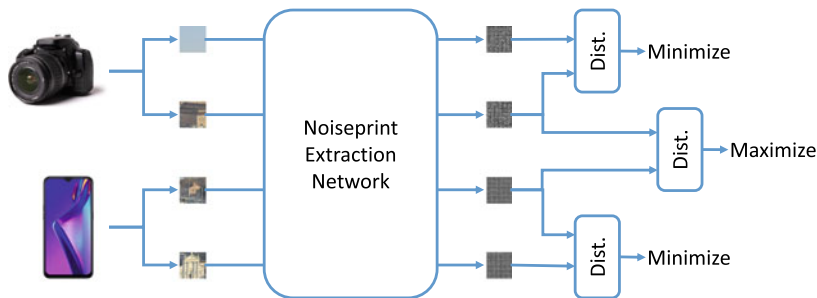 Dist.
Minimize
Noiseprint
Extraction
Network
Dist.
Maximize
Dist.
Minimize